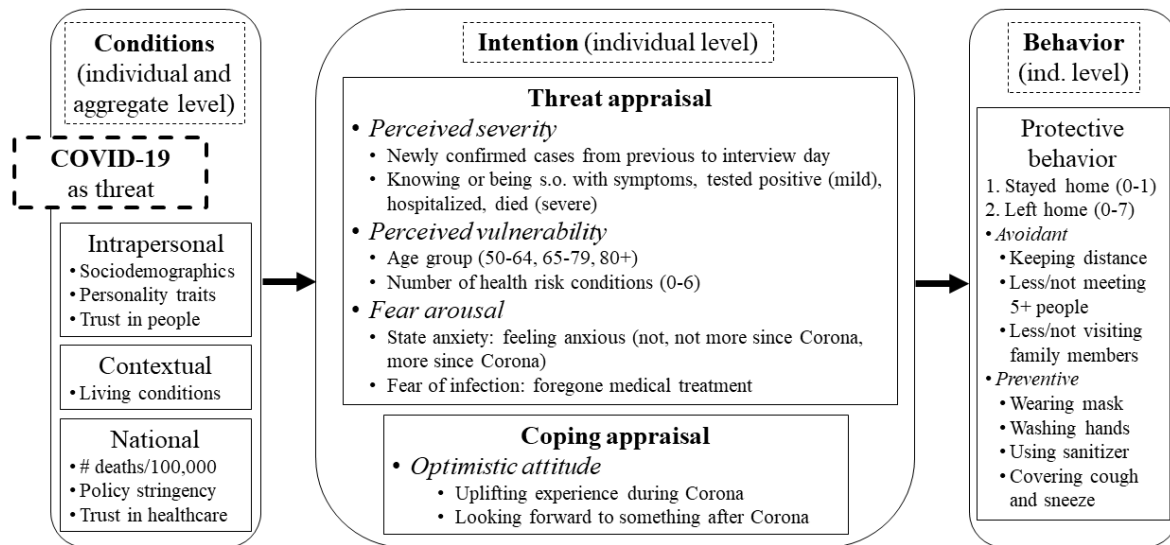 Conditions
(individual and
aggregate level)
COVID-19
as threat
Intrapersonal
• Sociodemographics
• Personality traits
• Trust in people
Contextual
• Living conditions
National
• # deaths/100,000
• Policy stringency
• Trust in healthcare
Intention (individual level)
Threat appraisal
• Perceived severity
• Newly confirmed cases from previous to interview day
• Knowing or being s.o. with symptoms, tested positive (mild),
hospitalized, died (severe)
• Perceived vulnerability
• Age group (50-64, 65-79, 80+)
• Number of health risk conditions (0-6)
• Fear arousal
• State anxiety: feeling anxious (not, not more since Corona,
more since Corona)
• Fear of infection: foregone medical treatment
Coping appraisal
• Optimistic attitude
• Uplifting experience during Corona
• Looking forward to something after Corona
Behavior
(ind. level)
Protective
behavior
1. Stayed home (0-1)
2. Left home (0-7)
• Avoidant
• Keeping distance
• Less/not meeting
5+ people
• Less/not visiting
family members
• Preventive
• Wearing mask
• Washing hands
• Using sanitizer
• Covering cough
and sneeze